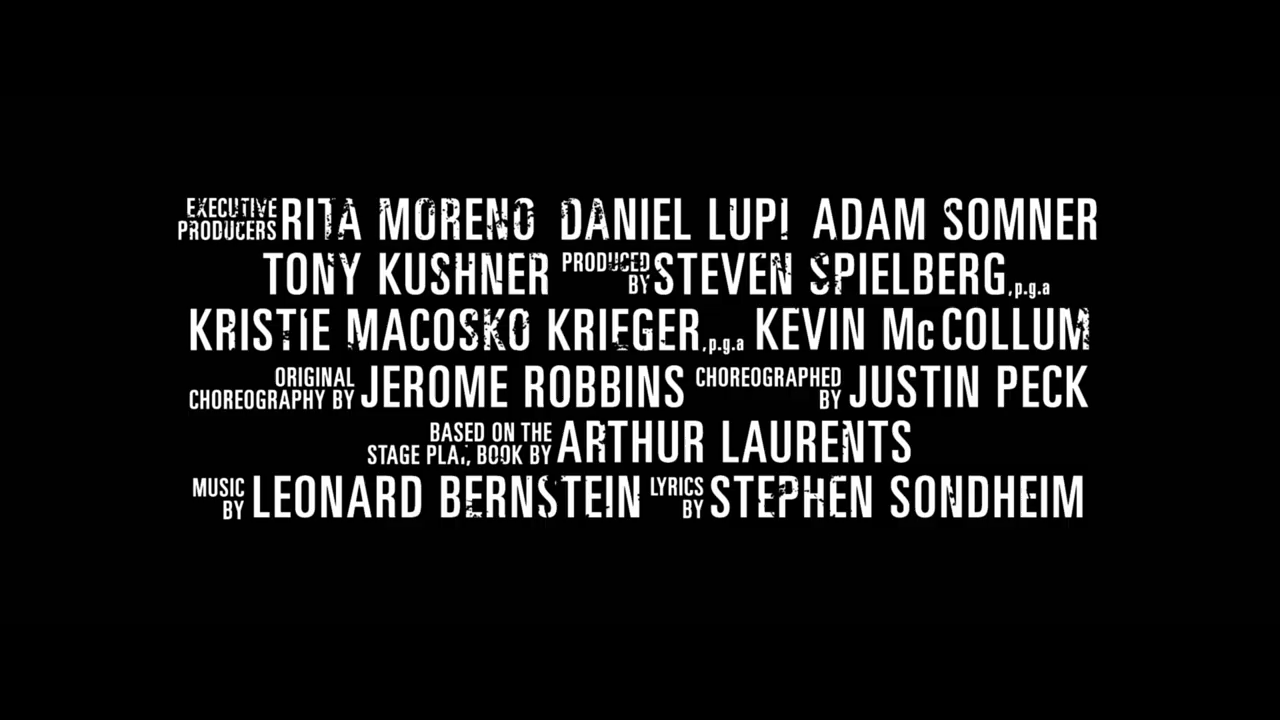 EXECUTIVE PRODUCERS RITA MORENO DANIEL LUPI ADAM SOMNER
TONY KUSHNER PRODUCED BY STEVEN SPIELBERG, p.g.a
KRISTIE MACOSKO KRIEGER, p.g.a KEVIN McCOLLUM
ORIGINAL CHOREOGRAPHY BY JEROME ROBBINS CHOREOGRAPHED BY JUSTIN PECK
BASED ON THE STAGE PLAY, BOOK BY ARTHUR LAURENTS
MUSIC BY LEONARD BERNSTEIN LYRICS BY STEPHEN SONDHEIM